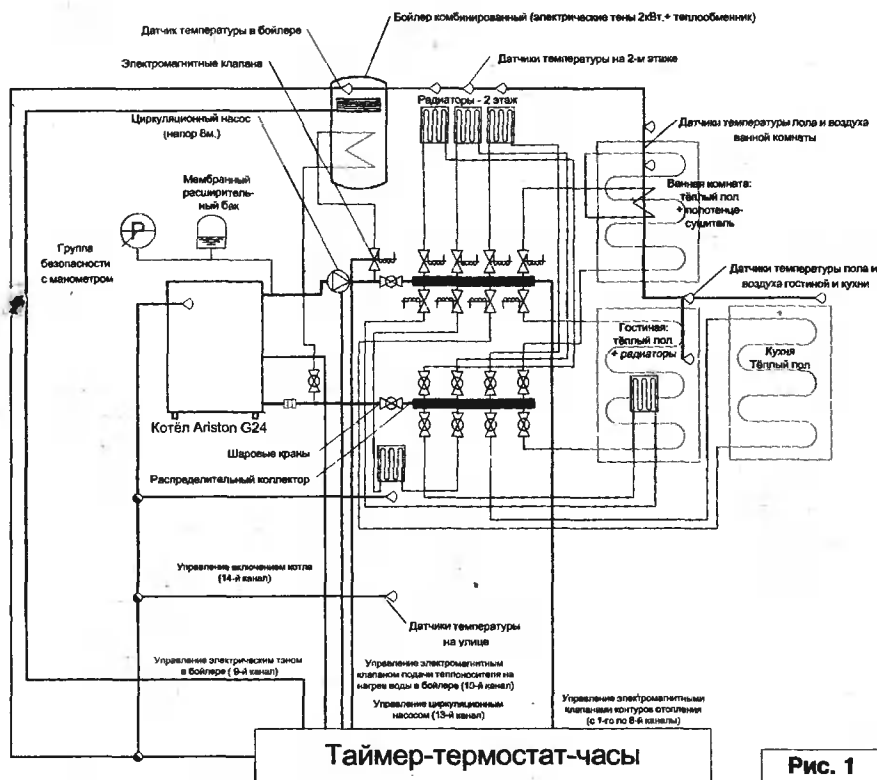 Бойлер комбинированный (электрические тены 2кВт.+ теплообменник)
Датчик температуры в бойлере
Электромагнитные клапана
Датчики температуры на 2-м этаже
Радиаторы - 2 этаж
Циркуляционный насос
(напор 8м.)
Датчики температуры пола и воздуха
ванной комнаты
Мембранный
расширитель-
ный бак
Ванная комната:
тёплый пол
+ полотенце-
сушитель
P
Группа
безопасности
с манометром
Датчики температуры пола и
воздуха гостиной и кухни
Гостиная:
тёплый пол
+ радиаторы
Кухня
Тёплый пол
Котёл Ariston G24
Шаровые краны
Распределительный коллектор
Управление включением котла
(14-й канал)
Датчики температуры
на улице
Управление электрическим тэном
в бойлере ( 9-й канал)
Управление электромагнитным
клапаном подачи теплоносителя на
нагрев воды в бойлере (10-й канал)
Управление циркуляционным
насосом (13-й канал)
Управление электромагнитными
клапанами контуров отопления
(с 1-го по 8-й каналы)
Таймер-термостат-часы
Рис. 1